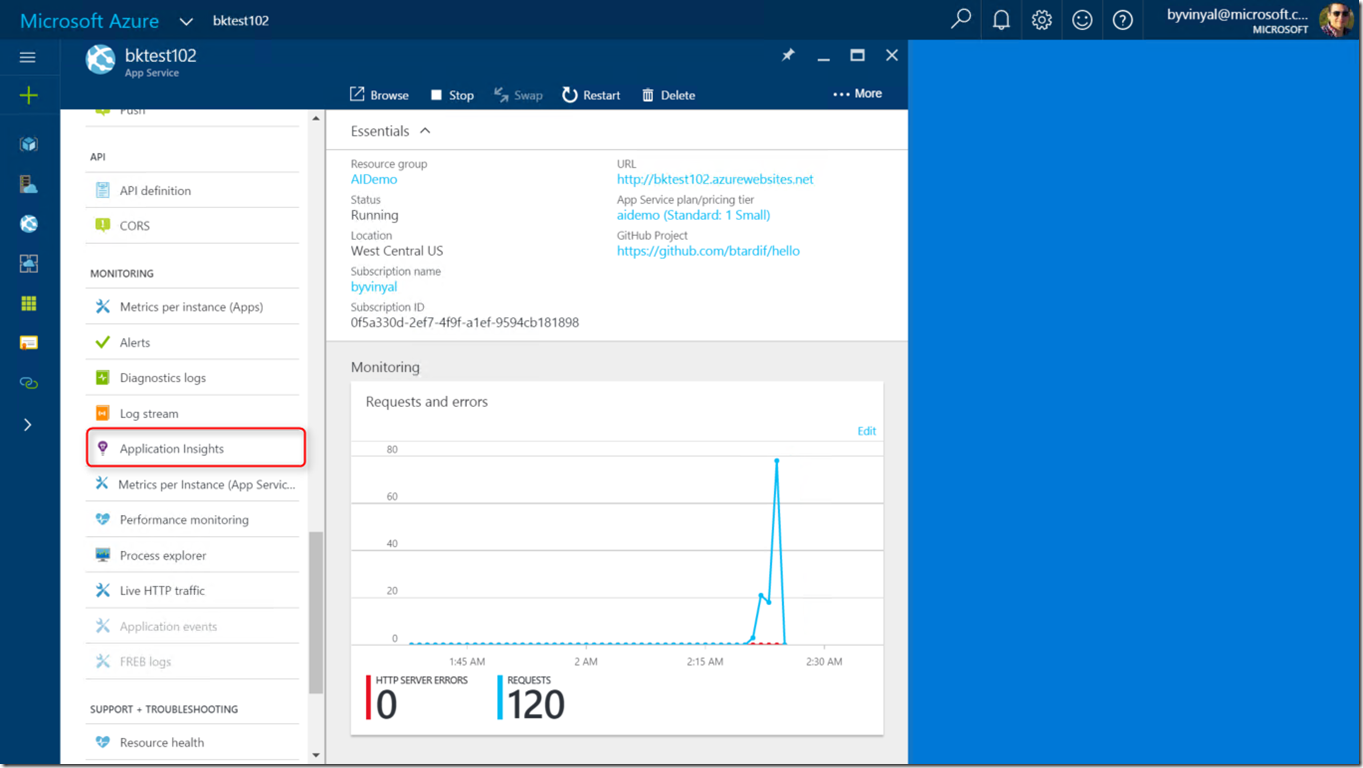 Microsoft Azure bktest102
byvinyal@microsoft.c...
MICROSOFT
bktest102
App Service
Browse Stop Swap Restart Delete ... More
Push
API
API definition
CORS
MONITORING
Metrics per instance (Apps)
Alerts
Diagnostics logs
Log stream
Application Insights
Metrics per Instance (App Servic...
Performance monitoring
Process explorer
Live HTTP traffic
Application events
FREB logs
SUPPORT + TROUBLESHOOTING
Resource health
Essentials
Resource group
AIDemo
Status
Running
Location
West Central US
Subscription name
byvinyal
Subscription ID
0f5a330d-2ef7-4f9f-a1ef-9594cb181898
URL
http://bktest102.azurewebsites.net
App Service plan/pricing tier
aidemo (Standard: 1 Small)
GitHub Project
https://github.com/btardif/hello
Monitoring
Requests and errors
Edit
80
60
40
20
0
1:45 AM 2 AM 2:15 AM 2:30 AM
HTTP SERVER ERRORS
0
REQUESTS
120